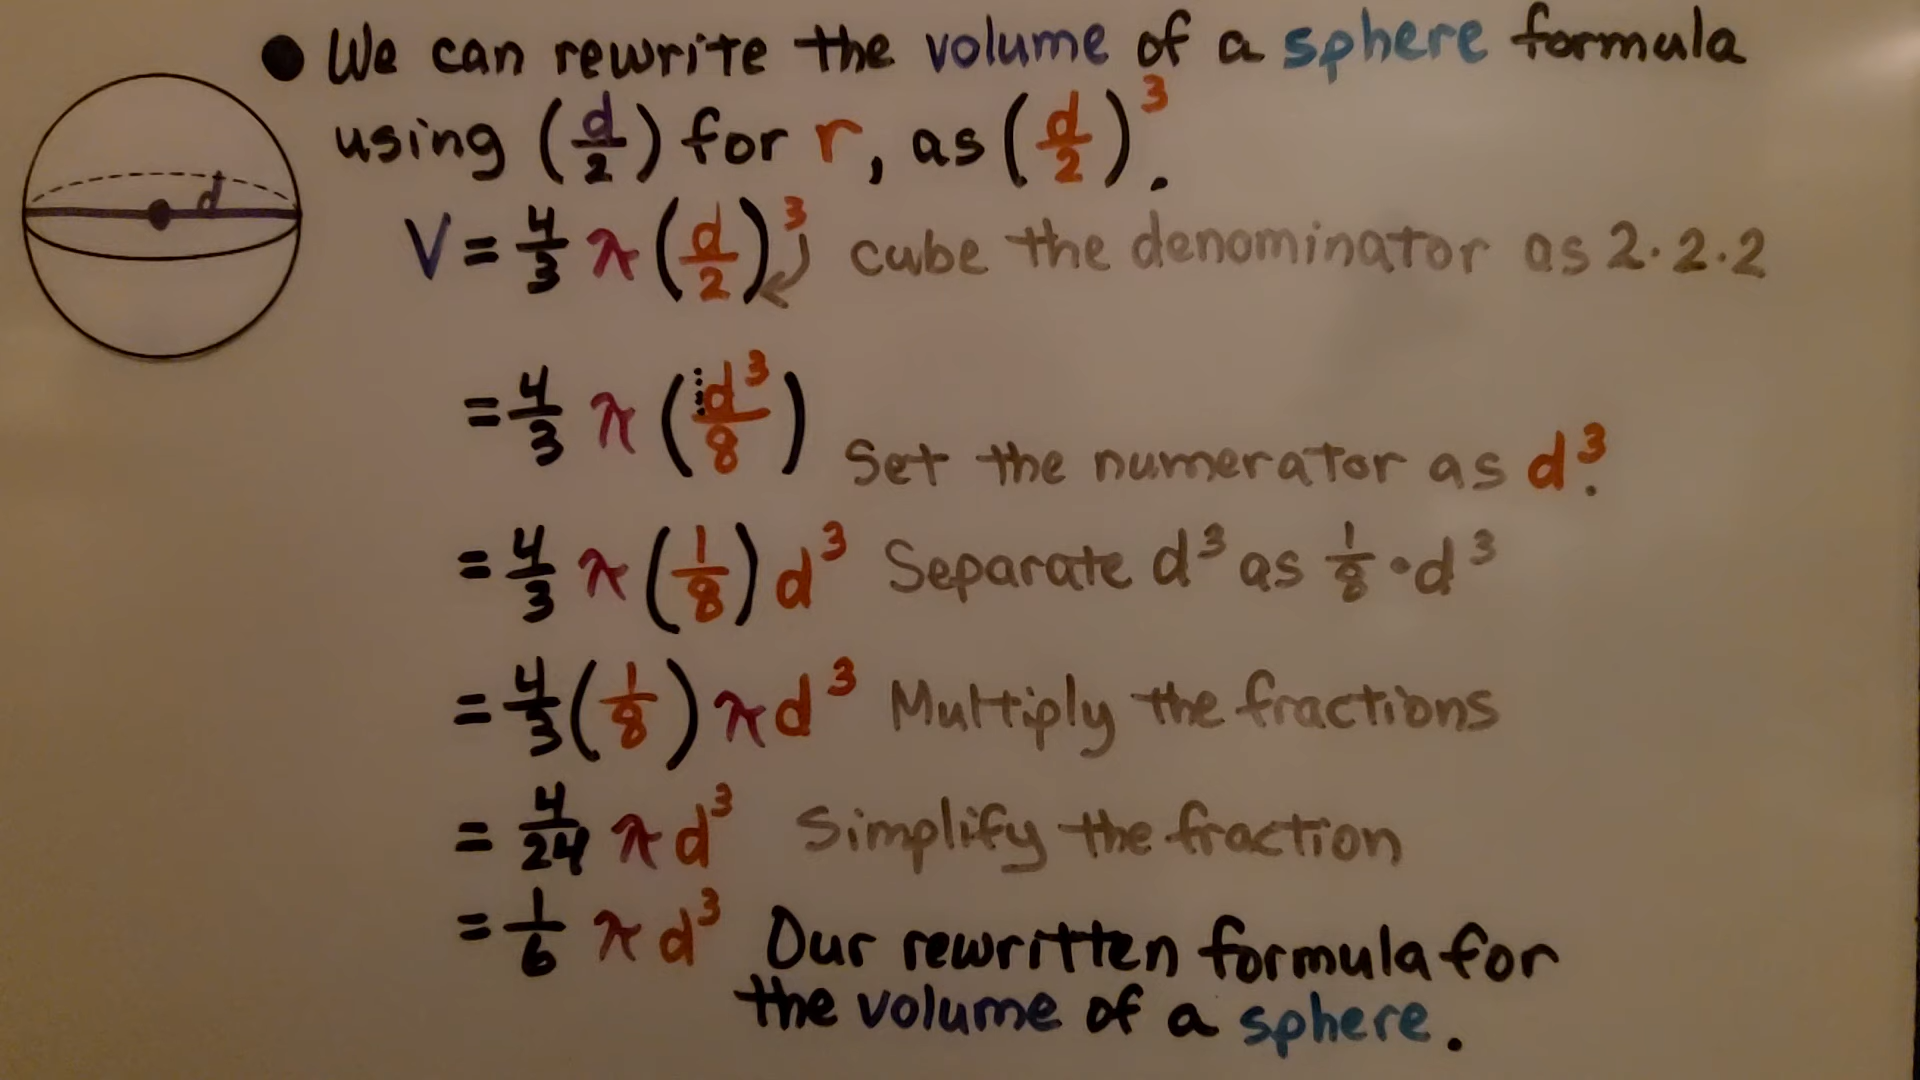 ● We can rewrite the volume of a sphere formula
using (d/2) for r, as (d/2)³.
d
V = 4/3 π (d/2)³ cube the denominator as 2·2·2
= 4/3 π (d³/8)
Set the numerator as d³.
= 4/3 π (1/8) d³ Separate d³ as 1/8 · d³
= 4/3 (1/8) π d³ Multiply the fractions
= 4/24 π d³ Simplify the fraction
= 1/6 π d³ Our rewritten formula for
the volume of a sphere.